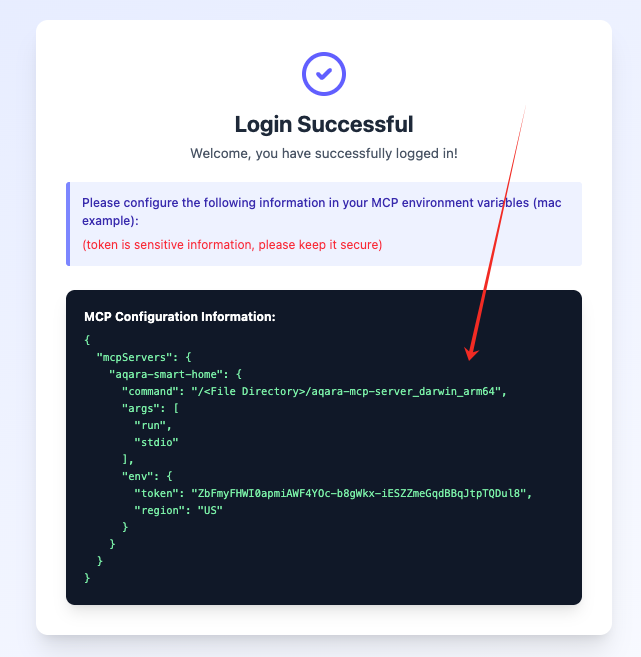 Login Successful
Welcome, you have successfully logged in!
Please configure the following information in your MCP environment variables (mac
example):
(token is sensitive information, please keep it secure)
MCP Configuration Information:
{
"mcpServers": {
"aqara-smart-home": {
"command": "/<File Directory>/aqara-mcp-server_darwin_arm64",
"args": [
"run",
"stdio"
],
"env": {
"token": "ZbFmyFHWI0apmiAWF4YOc-b8gWkx-iESZZmeGqdBBqJtpTQDul8",
"region": "US"
}
}
}
}